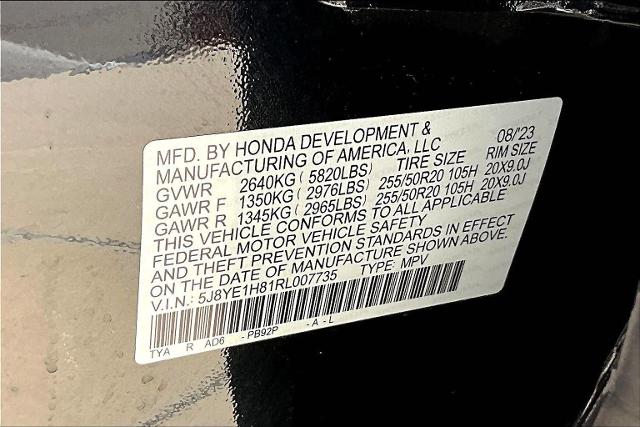 MFD. BY HONDA DEVELOPMENT &
MANUFACTURING OF AMERICA, LLC 08/'23
GVWR 2640KG ( 5820LBS) TIRE SIZE RIM SIZE
GAWR F 1350KG ( 2976LBS) 255/50R20 105H 20X9.0J
GAWR R 1345KG ( 2965LBS) 255/50R20 105H 20X9.0J
THIS VEHICLE CONFORMS TO ALL APPLICABLE
FEDERAL MOTOR VEHICLE SAFETY
AND THEFT PREVENTION STANDARDS IN EFFECT
ON THE DATE OF MANUFACTURE SHOWN ABOVE.
V.I.N.: 5J8YE1H81RL007735 TYPE: MPV
TYA R AD6 -PB92P -A-L